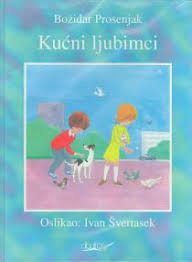 Božidar Prosenjak
Kućni ljubimci
Oslikao: Ivan Švertasek